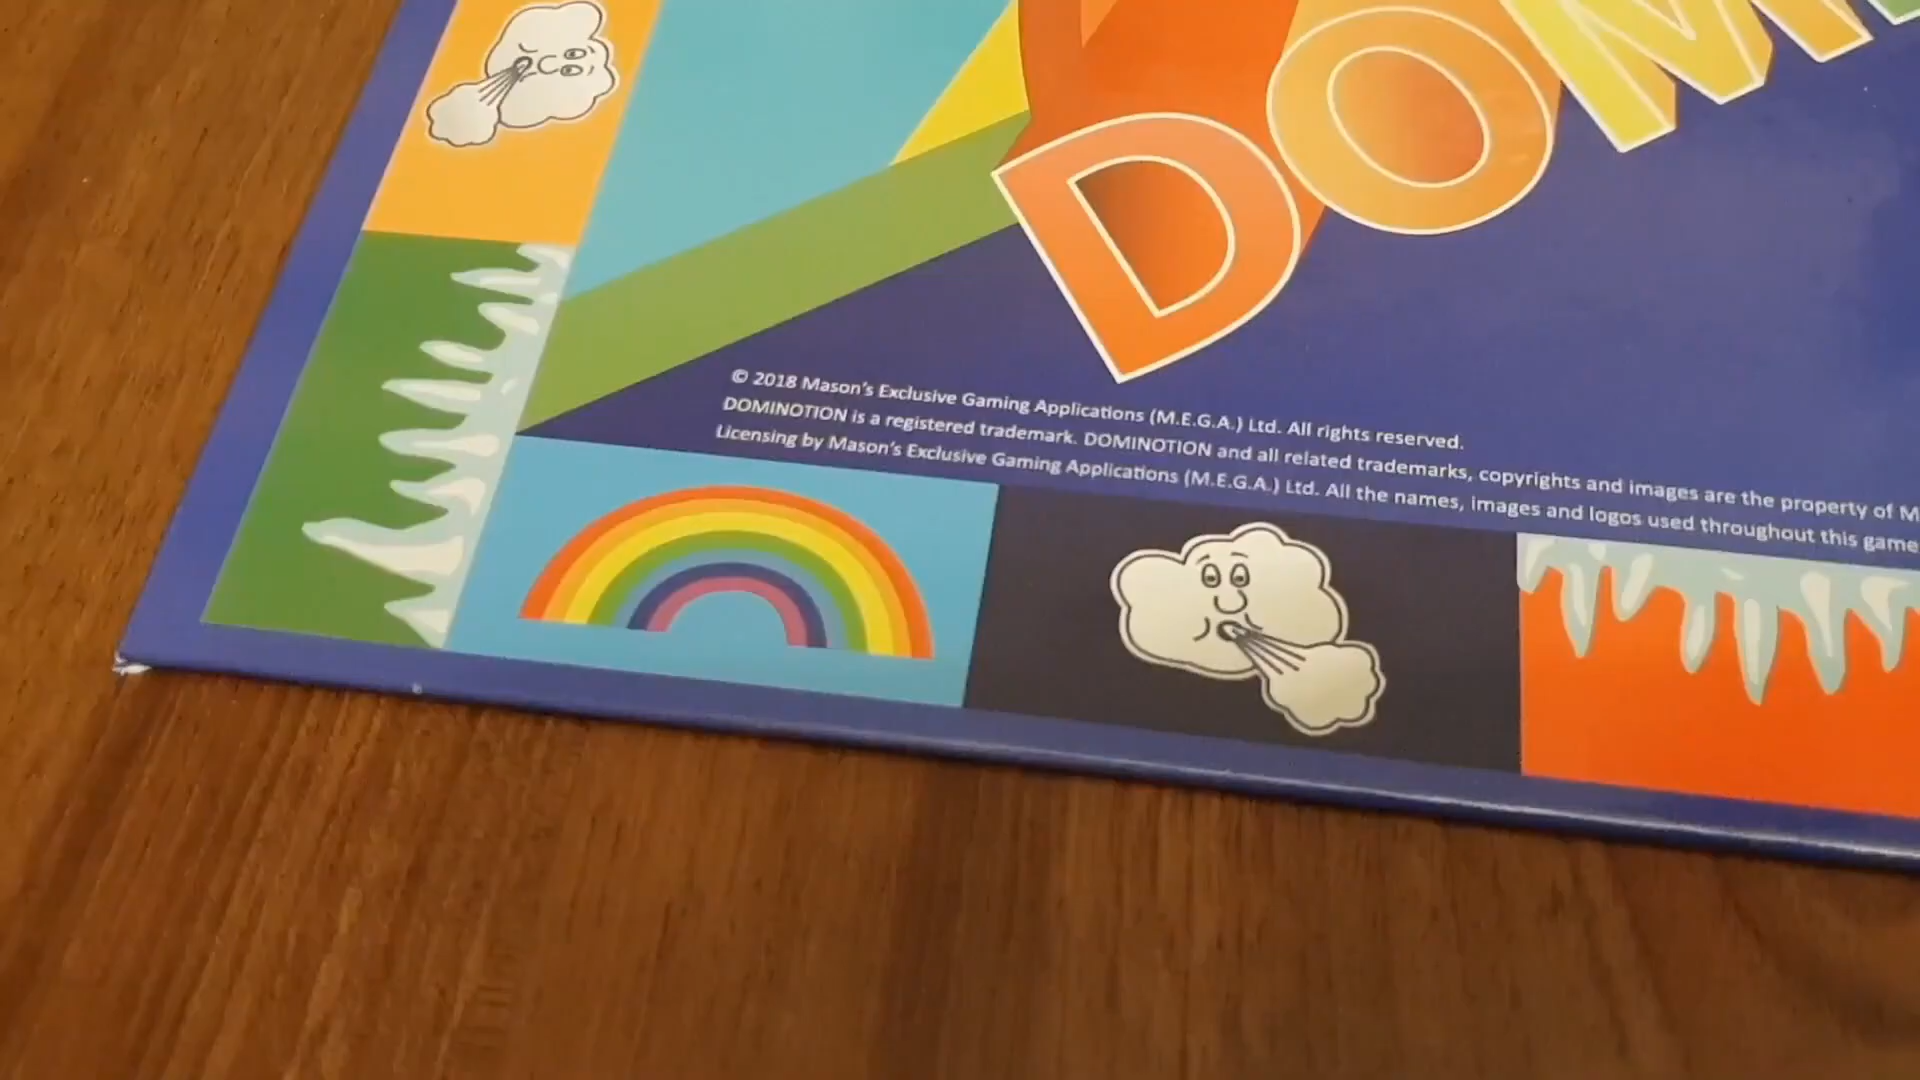 DOM
© 2018 Mason's Exclusive Gaming Applications (M.E.G.A.) Ltd. All rights reserved.
DOMINOTION is a registered trademark. DOMINOTION and all related trademarks, copyrights and images are the property of M
Licensing by Mason's Exclusive Gaming Applications (M.E.G.A.) Ltd. All the names, images and logos used throughout this game